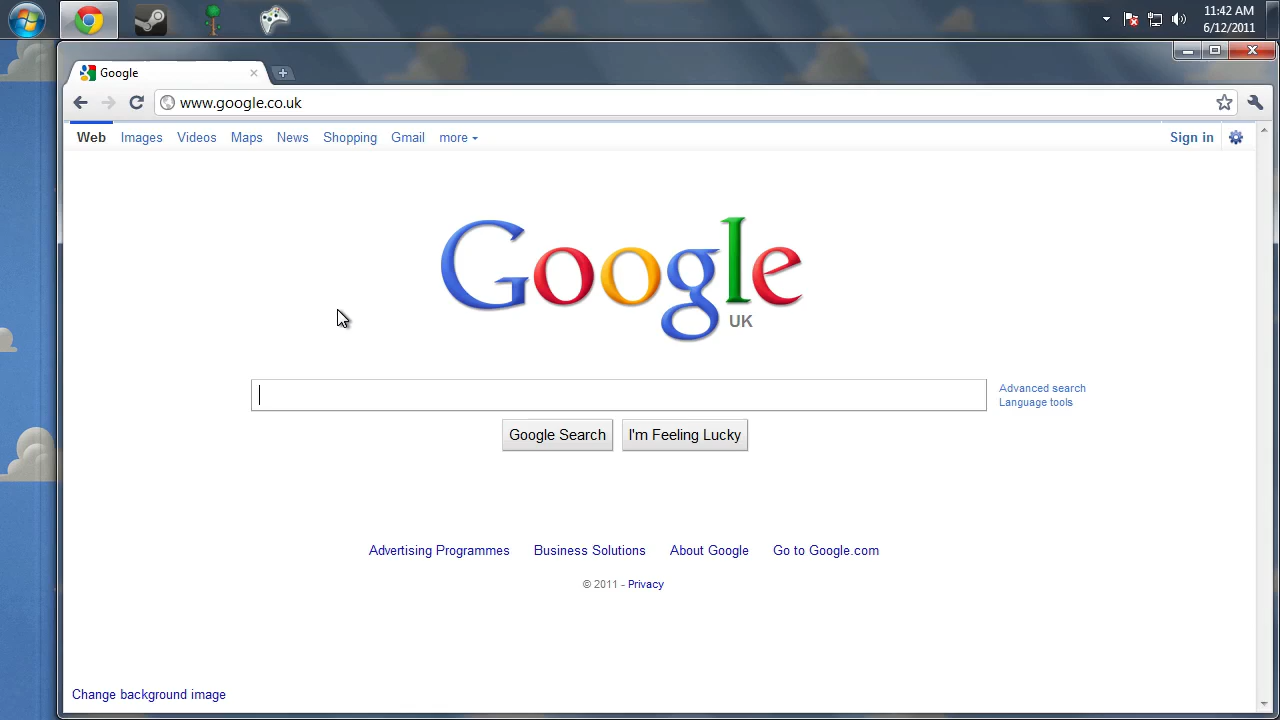 11:42 AM
6/12/2011
Google
www.google.co.uk
Web Images Videos Maps News Shopping Gmail more Sign in
Google
UK
Advanced search
Language tools
Google Search I'm Feeling Lucky
Advertising Programmes Business Solutions About Google Go to Google.com
© 2011 - Privacy
Change background image